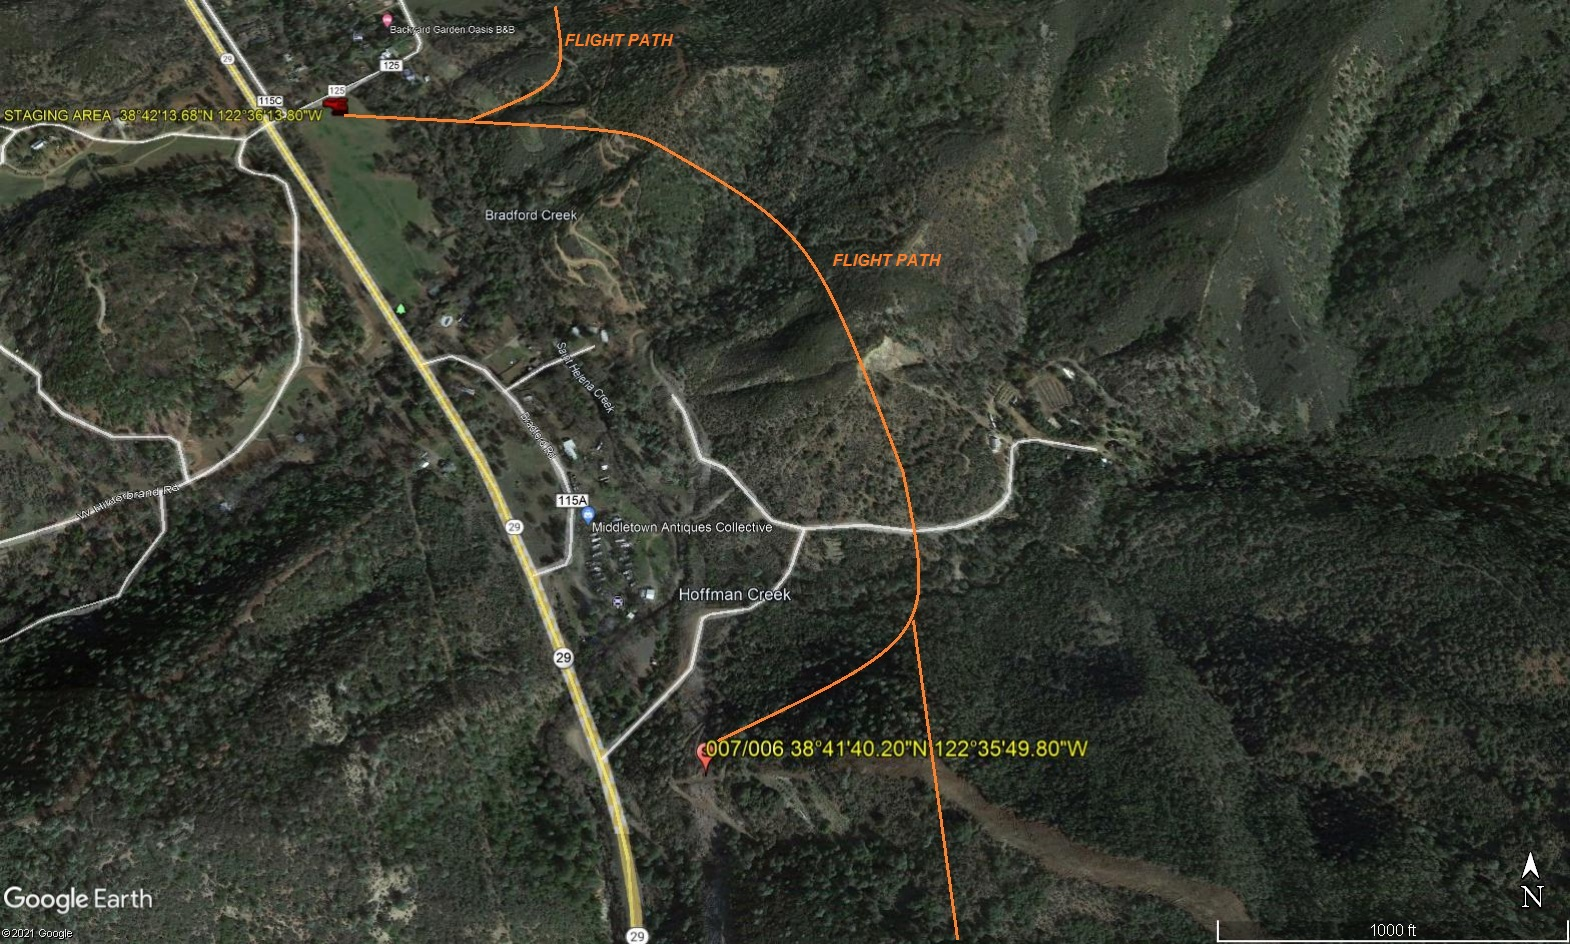 Backyard Garden Oasis B&B
FLIGHT PATH
29
125
125
115C
STAGING AREA 38°42'13.68"N 122°36'13.80"W
Bradford Creek
FLIGHT PATH
Saint Helena Creek
Bradford Rd
W Hilderbrand Rd
115A
29
Middletown Antiques Collective
Hoffman Creek
29
007/006 38°41'40.20"N 122°35'49.80"W
Google Earth
N
©2021 Google
1000 ft
29